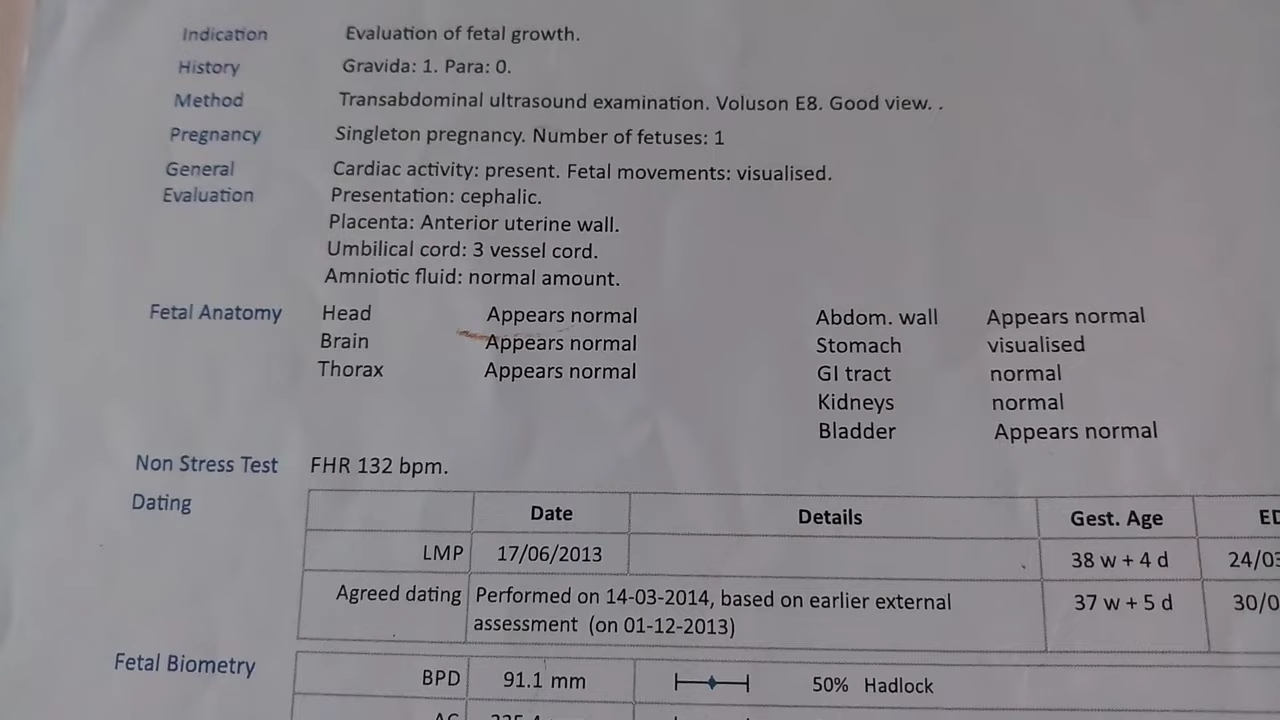 Indication Evaluation of fetal growth.
History Gravida: 1. Para: 0.
Method Transabdominal ultrasound examination. Voluson E8. Good view. .
Pregnancy Singleton pregnancy. Number of fetuses: 1
General Evaluation Cardiac activity: present. Fetal movements: visualised.
Presentation: cephalic.
Placenta: Anterior uterine wall.
Umbilical cord: 3 vessel cord.
Amniotic fluid: normal amount.
Fetal Anatomy Head Appears normal Abdom. wall Appears normal
Brain Appears normal Stomach visualised
Thorax Appears normal GI tract normal
Kidneys normal
Bladder Appears normal
Non Stress Test FHR 132 bpm.
Dating
Date Details Gest. Age
LMP 17/06/2013 38 w + 4 d
Agreed dating Performed on 14-03-2014, based on earlier external 37 w + 5 d
assessment (on 01-12-2013)
Fetal Biometry
BPD 91.1 mm 50% Hadlock